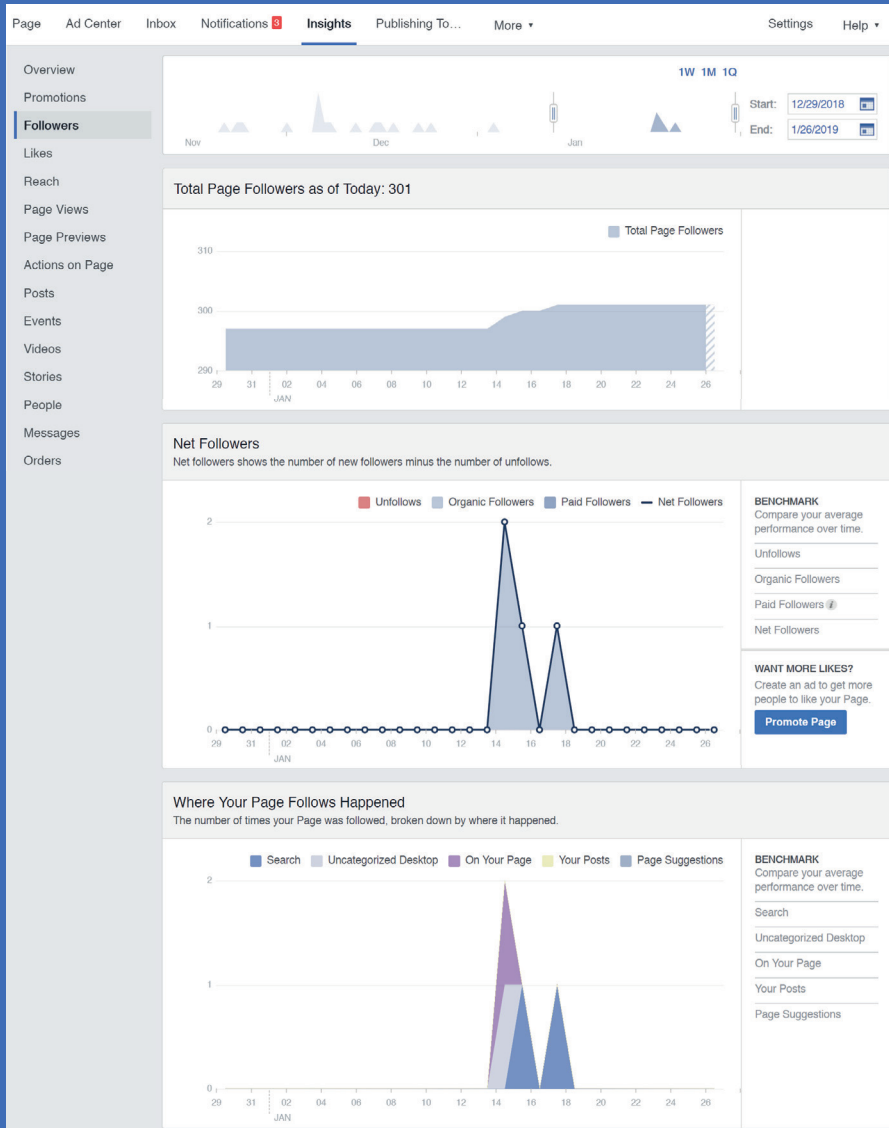 Page Ad Center Inbox Notifications 3 Insights Publishing To… More Settings Help
Overview
Promotions
Followers
Likes
Reach
Page Views
Page Previews
Actions on Page
Posts
Events
Videos
Stories
People
Messages
Orders
1W 1M 1Q
Start: 12/29/2018
End: 1/26/2019
Nov Dec Jan
Total Page Followers as of Today: 301
Total Page Followers
310
300
290
29 31 02 04 06 08 10 12 14 16 18 20 22 24 26
JAN
Net Followers
Net followers shows the number of new followers minus the number of unfollows.
Unfollows Organic Followers Paid Followers Net Followers
2
1
0
29 31 02 04 06 08 10 12 14 16 18 20 22 24 26
JAN
BENCHMARK
Compare your average
performance over time.
Unfollows
Organic Followers
Paid Followers i
Net Followers
WANT MORE LIKES?
Create an ad to get more
people to like your Page.
Promote Page
Where Your Page Follows Happened
The number of times your Page was followed, broken down by where it happened.
Search Uncategorized Desktop On Your Page Your Posts Page Suggestions
2
1
0
29 31 02 04 06 08 10 12 14 16 18 20 22 24 26
JAN
BENCHMARK
Compare your average
performance over time.
Search
Uncategorized Desktop
On Your Page
Your Posts
Page Suggestions